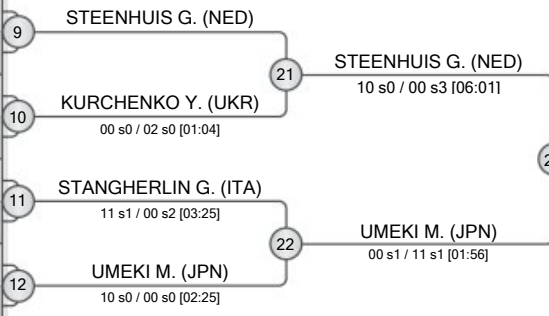 STEENHUIS G. (NED)
9
21
STEENHUIS G. (NED)
10 s0 / 00 s3 [06:01]
KURCHENKO Y. (UKR)
10
00 s0 / 02 s0 [01:04]
2
STANGHERLIN G. (ITA)
11
11 s1 / 00 s2 [03:25]
22
UMEKI M. (JPN)
00 s1 / 11 s1 [01:56]
UMEKI M. (JPN)
12
10 s0 / 00 s0 [02:25]